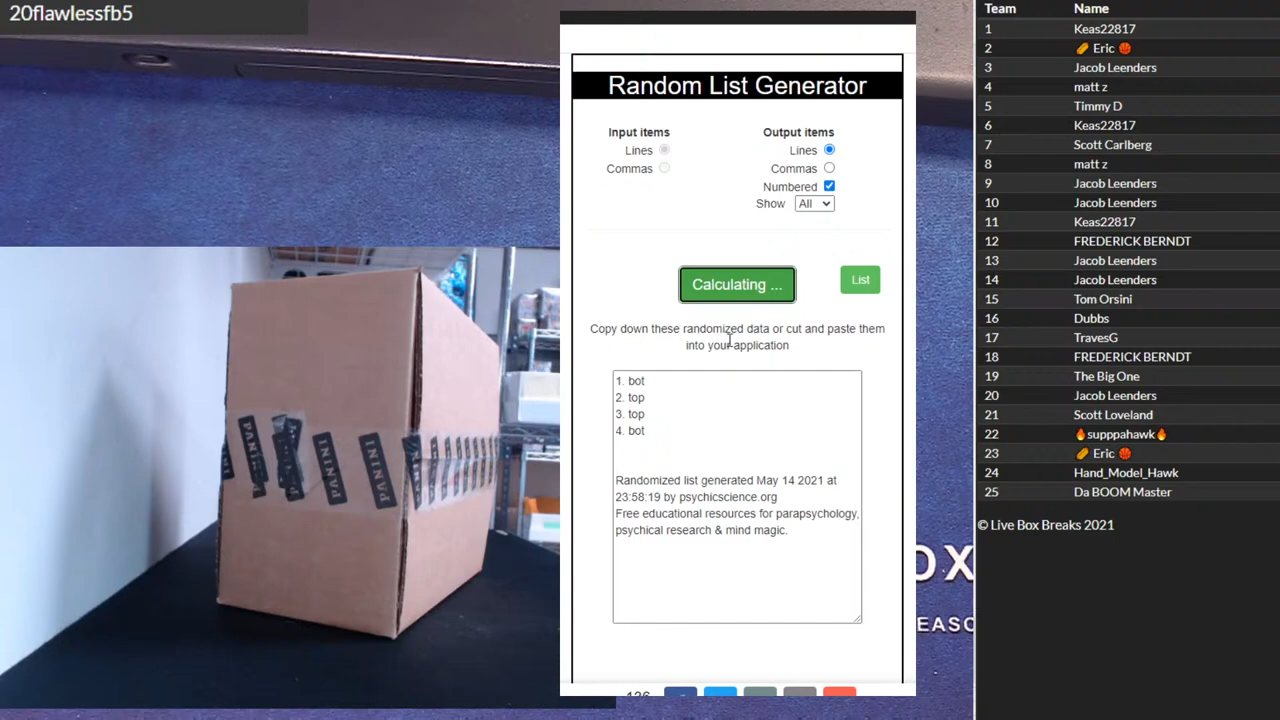 20flawlessfb5
Random List Generator
Input items
Lines
Commas
Output items
Lines
Commas
Numbered
Show All
Calculating ...
List
Copy down these randomized data or cut and paste them
into your application
1. bot
2. top
3. top
4. bot
Randomized list generated May 14 2021 at
23:58:19 by psychicscience.org
Free educational resources for parapsychology,
psychical research & mind magic.
PANINI
PANINI
PANINI
Team Name
1 Keas22817
2 🥜 Eric 🏀
3 Jacob Leenders
4 matt z
5 Timmy D
6 Keas22817
7 Scott Carlberg
8 matt z
9 Jacob Leenders
10 Jacob Leenders
11 Keas22817
12 FREDERICK BERNDT
13 Jacob Leenders
14 Jacob Leenders
15 Tom Orsini
16 Dubbs
17 TravesG
18 FREDERICK BERNDT
19 The Big One
20 Jacob Leenders
21 Scott Loveland
22 🔥supppahawk🔥
23 🥜 Eric 🏀
24 Hand_Model_Hawk
25 Da BOOM Master
© Live Box Breaks 2021